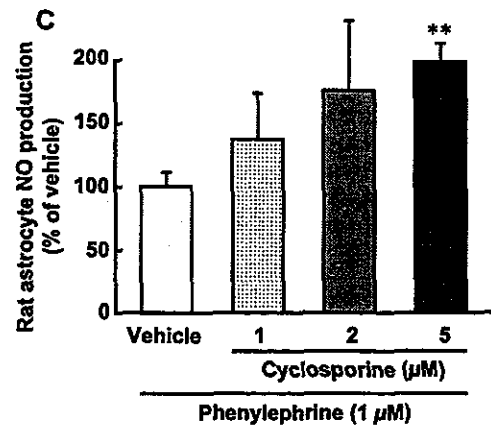 C
Rat astrocyte NO production
(% of vehicle)
200
150
100
50
0
**
Vehicle 1 2 5
Cyclosporine (μM)
Phenylephrine (1 μM)